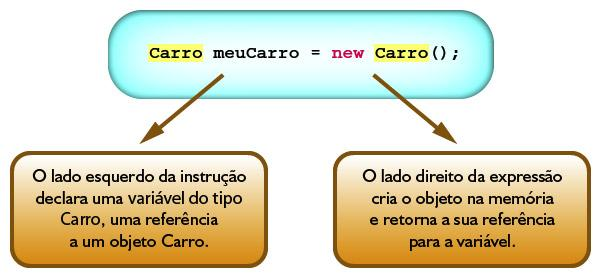 Carro meuCarro = new Carro();
O lado esquerdo da instrução
declara uma variável do tipo
Carro, uma referência
a um objeto Carro.
O lado direito da expressão
cria o objeto na memória
e retorna a sua referência
para a variável.